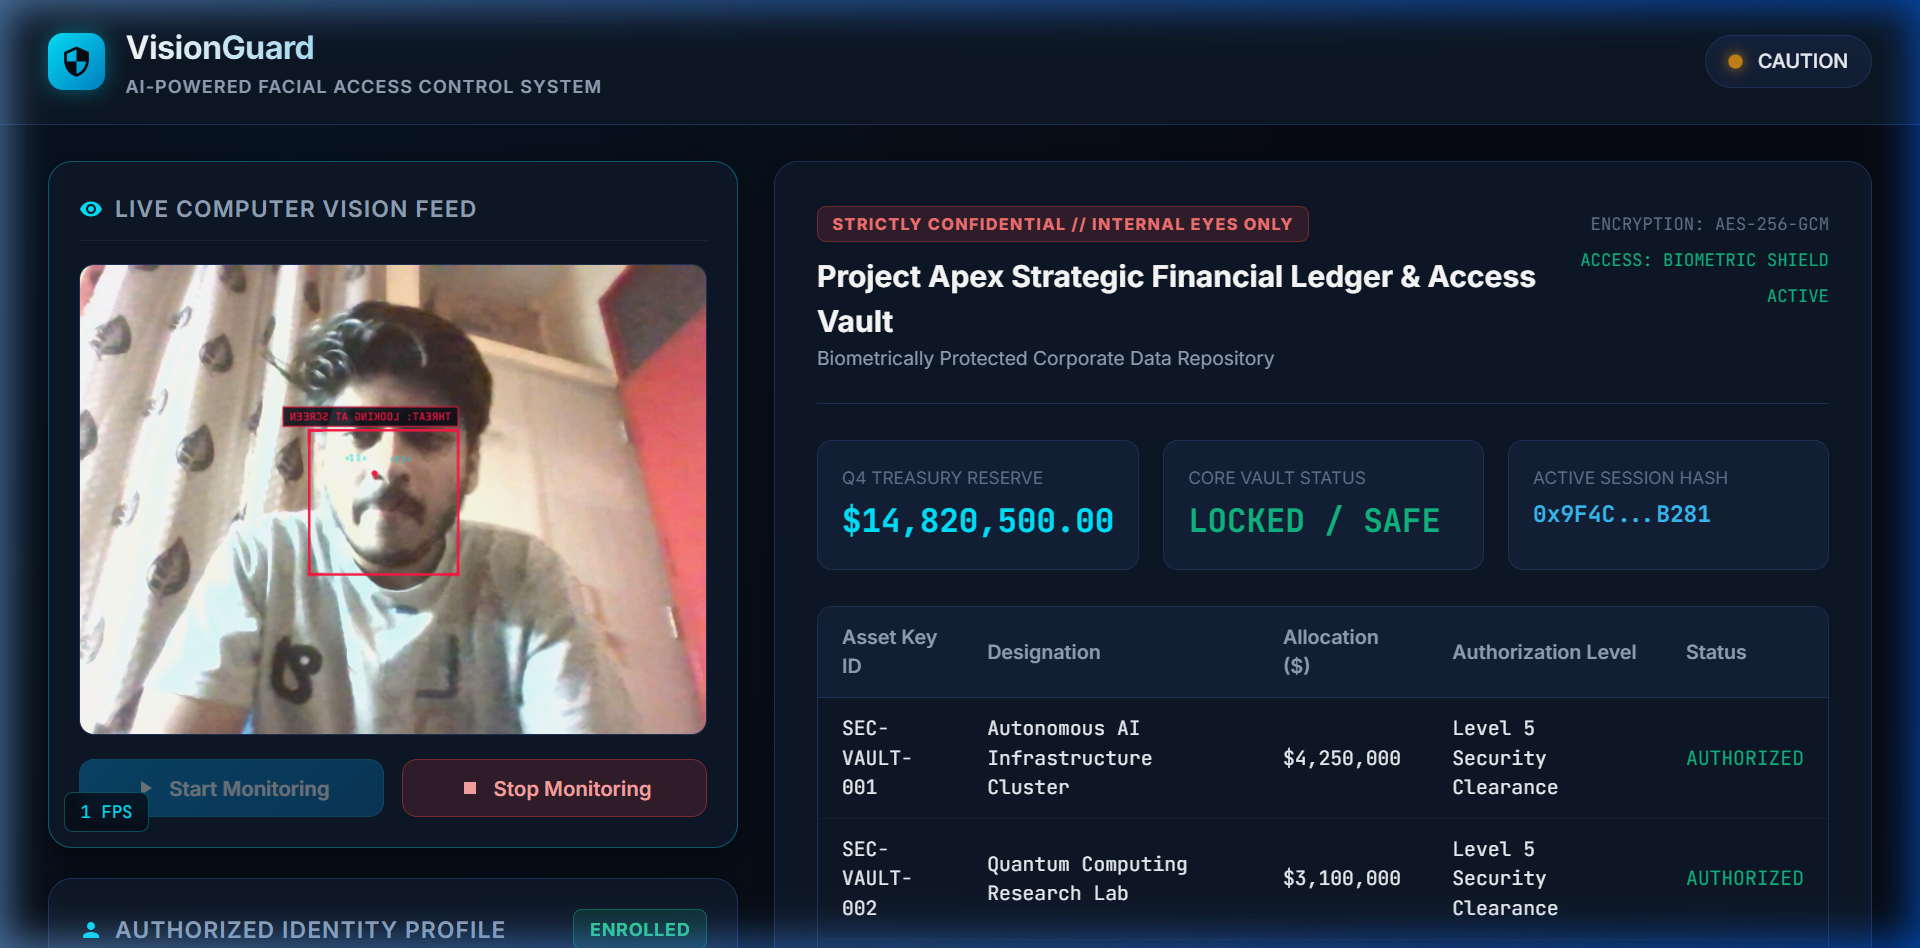 VisionGuard
AI-POWERED FACIAL ACCESS CONTROL SYSTEM
CAUTION
LIVE COMPUTER VISION FEED
THREAT: LOOKING AT SCREEN
Start Monitoring
Stop Monitoring
1 FPS
AUTHORIZED IDENTITY PROFILE
ENROLLED
STRICTLY CONFIDENTIAL // INTERNAL EYES ONLY
ENCRYPTION: AES-256-GCM
ACCESS: BIOMETRIC SHIELD
ACTIVE
Project Apex Strategic Financial Ledger & Access
Vault
Biometrically Protected Corporate Data Repository
Q4 TREASURY RESERVE
$14,820,500.00
CORE VAULT STATUS
LOCKED / SAFE
ACTIVE SESSION HASH
0x9F4C...B281
Asset Key
ID
Designation
Allocation
($)
Authorization Level
Status
SEC-
VAULT-
001
Autonomous AI
Infrastructure
Cluster
$4,250,000
Level 5
Security
Clearance
AUTHORIZED
SEC-
VAULT-
002
Quantum Computing
Research Lab
$3,100,000
Level 5
Security
Clearance
AUTHORIZED